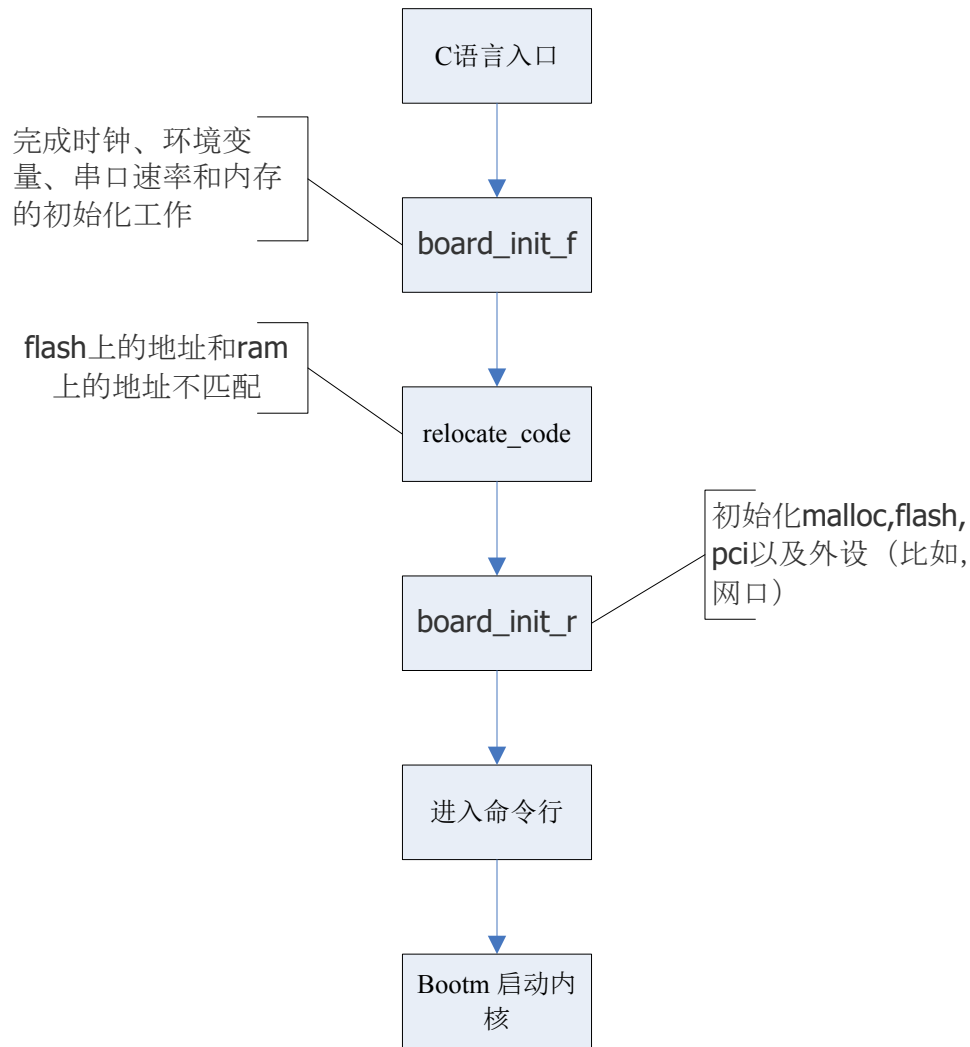 C语言入口
完成时钟、环境变
量、串口速率和内存
的初始化工作
board_init_f
flash上的地址和ram
上的地址不匹配
relocate_code
初始化malloc,flash,
pci以及外设（比如,
网口）
board_init_r
进入命令行
Bootm 启动内
核